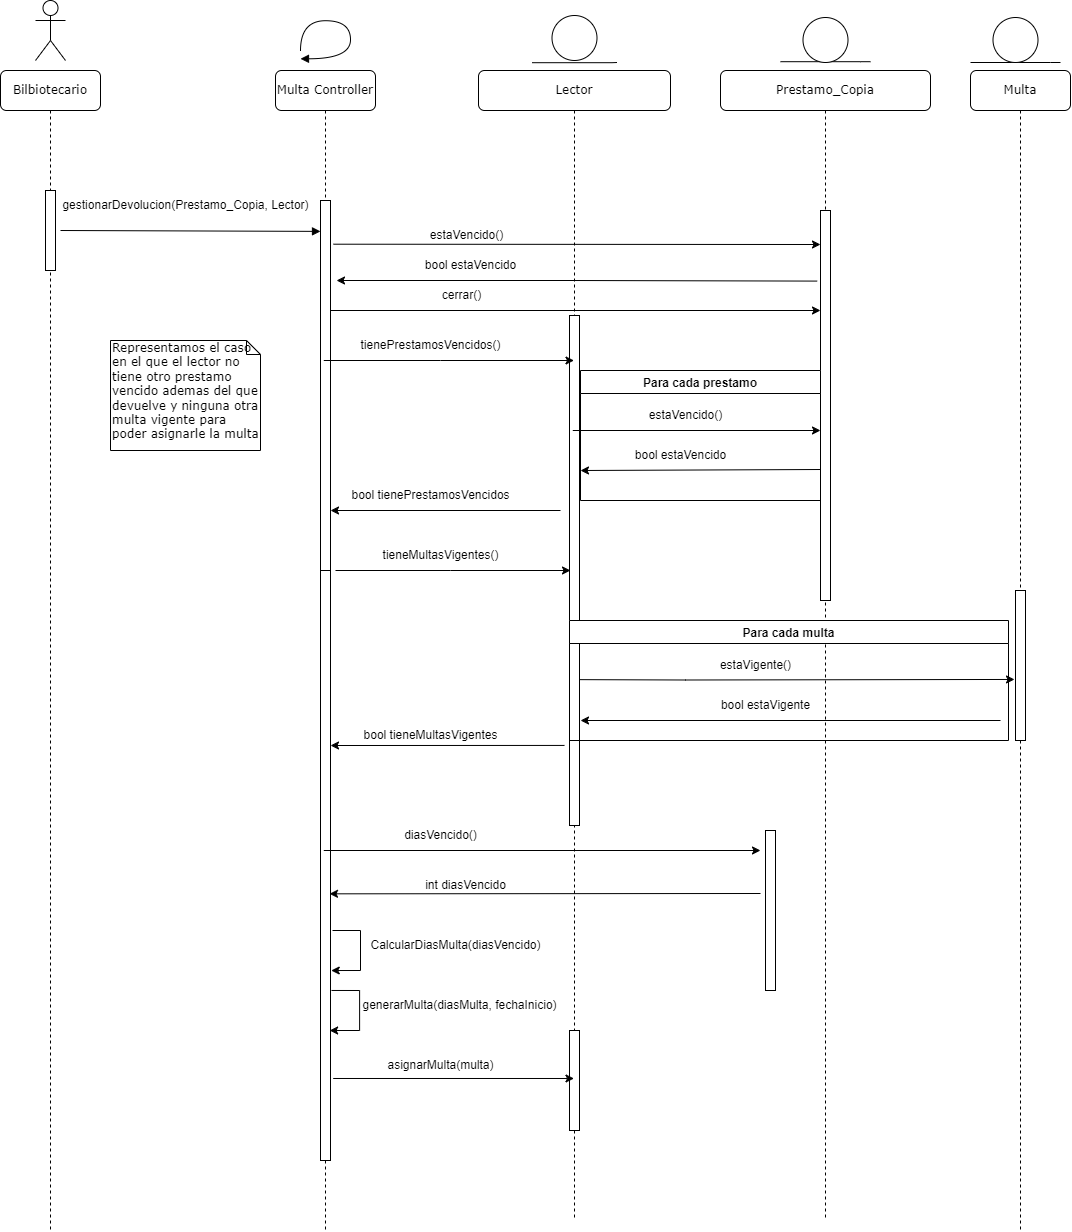 Bilbiotecario
Multa Controller
Lector
Prestamo_Copia
Multa
gestionarDevolucion(Prestamo_Copia, Lector)
estaVencido()
bool estaVencido
cerrar()
tienePrestamosVencidos()
Representamos el caso
en el que el lector no
tiene otro prestamo
vencido ademas del que
devuelve y ninguna otra
multa vigente para
poder asignarle la multa
Para cada prestamo
estaVencido()
bool estaVencido
bool tienePrestamosVencidos
tieneMultasVigentes()
Para cada multa
estaVigente()
bool estaVigente
bool tieneMultasVigentes
diasVencido()
int diasVencido
CalcularDiasMulta(diasVencido)
generarMulta(diasMulta, fechaInicio)
asignarMulta(multa)